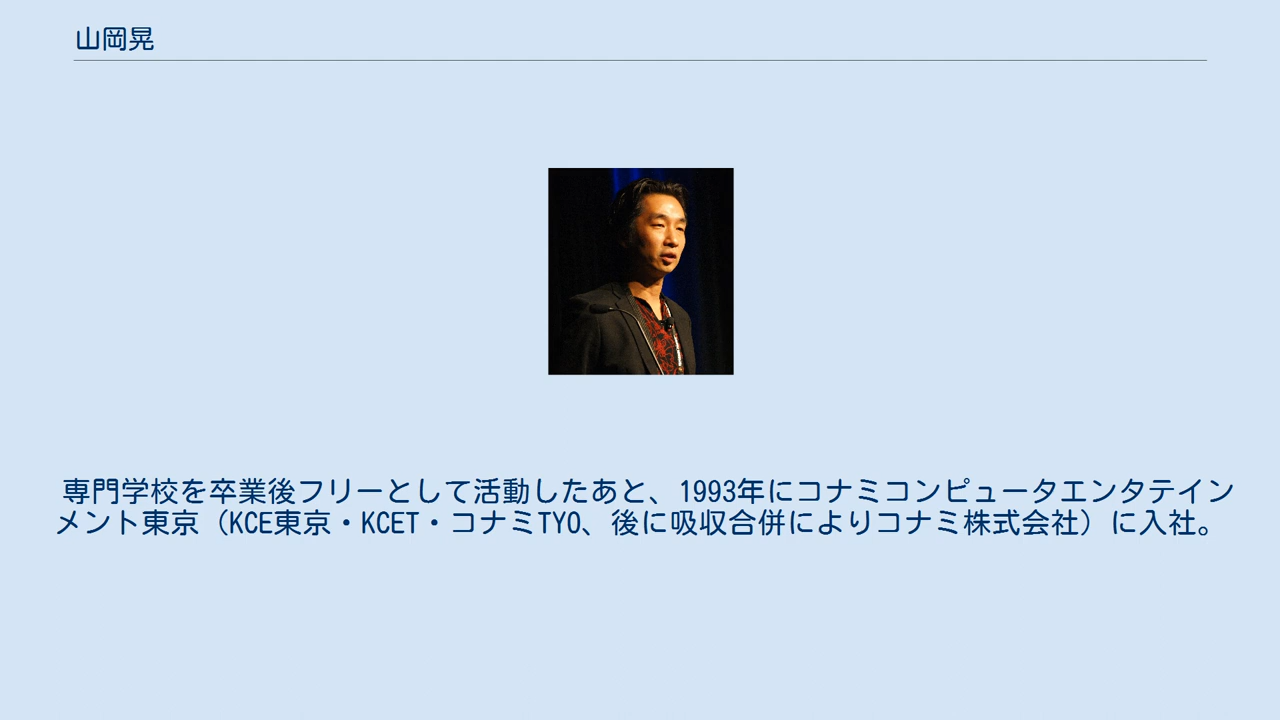 山岡晃
専門学校を卒業後フリーとして活動したあと、1993年にコナミコンピュータエンタテイン
メント東京（KCE東京・KCET・コナミTYO、後に吸収合併によりコナミ株式会社）に入社。